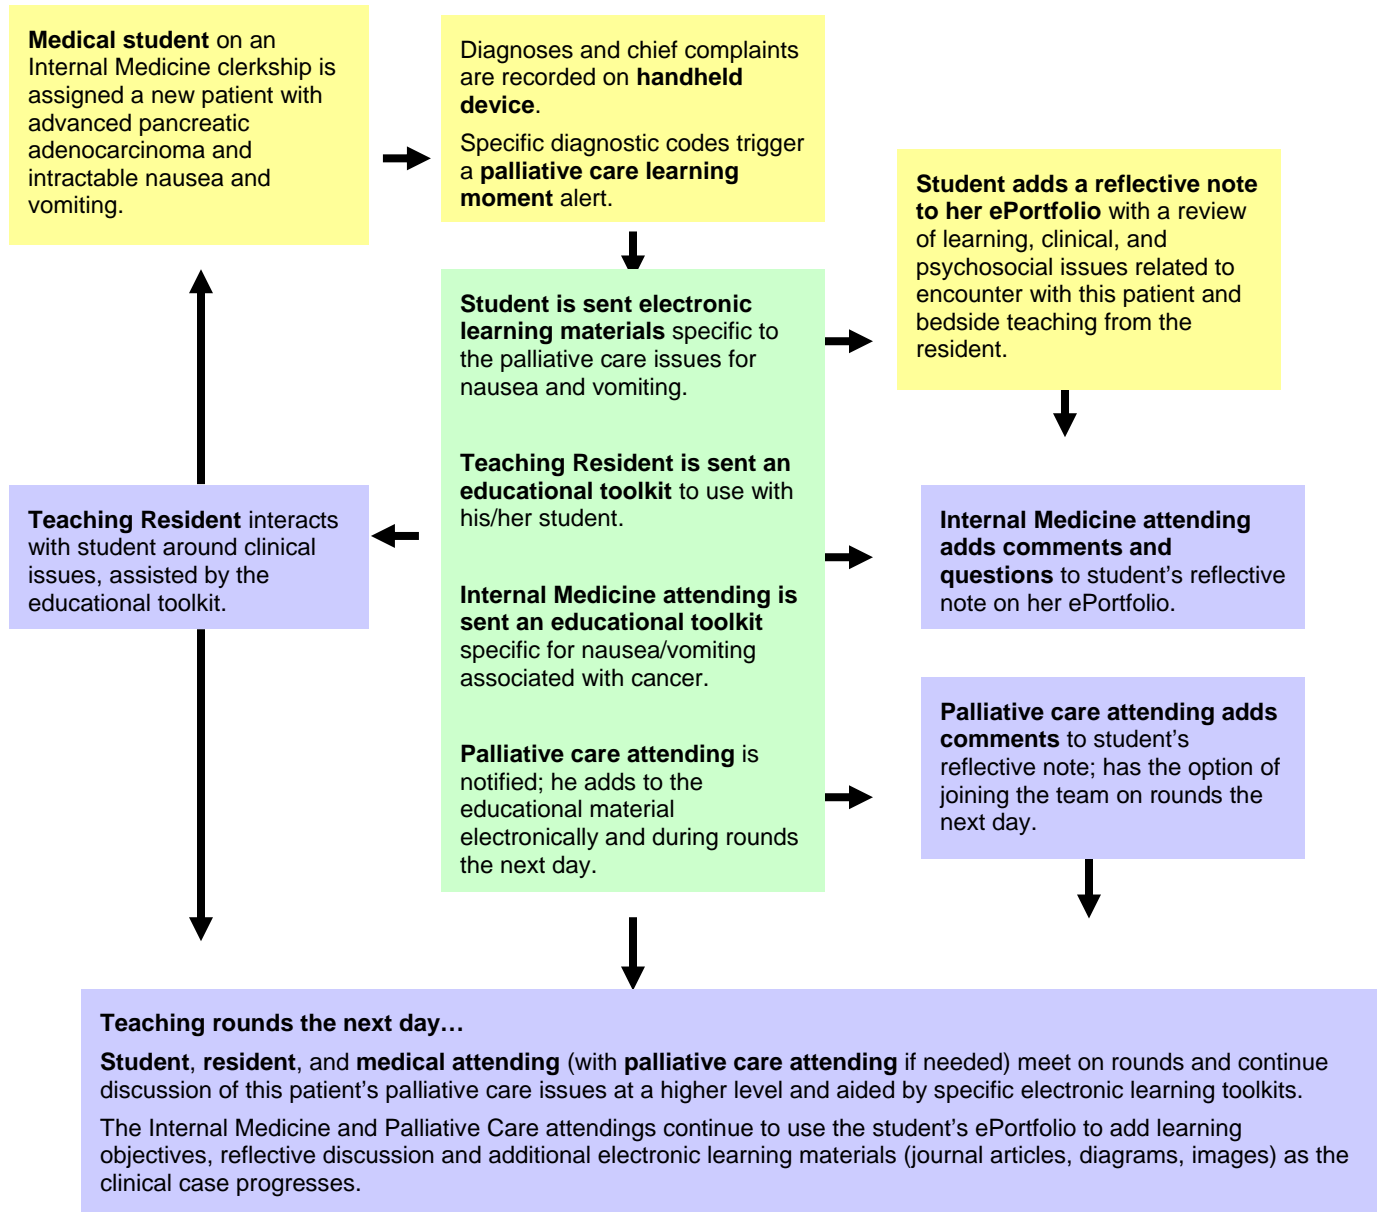 Medical student on an
Internal Medicine clerkship is
assigned a new patient with
advanced pancreatic
adenocarcinoma and
intractable nausea and
vomiting.
Diagnoses and chief complaints
are recorded on handheld
device.
Specific diagnostic codes trigger
a palliative care learning
moment alert.
Student adds a reflective note
to her ePortfolio with a review
of learning, clinical, and
psychosocial issues related to
encounter with this patient and
bedside teaching from the
resident.
Student is sent electronic
learning materials specific to
the palliative care issues for
nausea and vomiting.
Teaching Resident is sent an
educational toolkit to use with
his/her student.
Internal Medicine attending is
sent an educational toolkit
specific for nausea/vomiting
associated with cancer.
Palliative care attending is
notified; he adds to the
educational material
electronically and during rounds
the next day.
Teaching Resident interacts
with student around clinical
issues, assisted by the
educational toolkit.
Internal Medicine attending
adds comments and
questions to student’s reflective
note on her ePortfolio.
Palliative care attending adds
comments to student’s
reflective note; has the option of
joining the team on rounds the
next day.
Teaching rounds the next day…
Student, resident, and medical attending (with palliative care attending if needed) meet on rounds and continue
discussion of this patient’s palliative care issues at a higher level and aided by specific electronic learning toolkits.
The Internal Medicine and Palliative Care attendings continue to use the student’s ePortfolio to add learning
objectives, reflective discussion and additional electronic learning materials (journal articles, diagrams, images) as the
clinical case progresses.